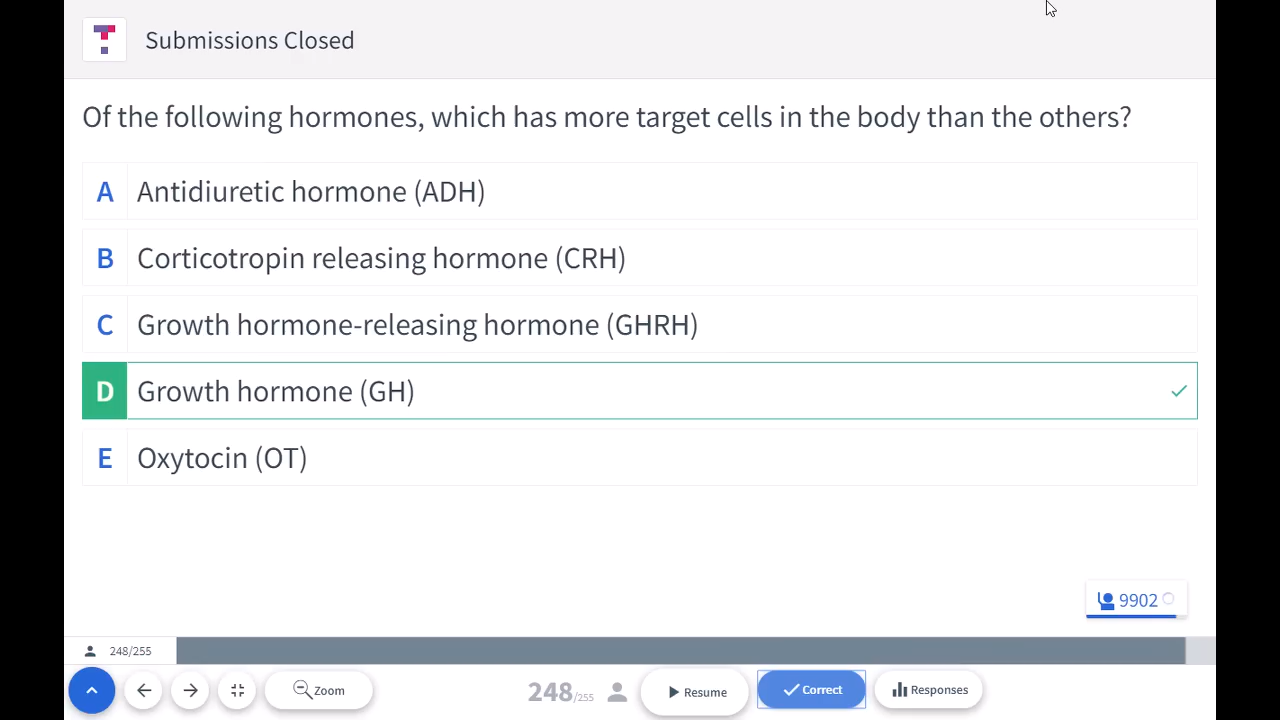 Submissions Closed
Of the following hormones, which has more target cells in the body than the others?
A Antidiuretic hormone (ADH)
B Corticotropin releasing hormone (CRH)
C Growth hormone-releasing hormone (GHRH)
D Growth hormone (GH)
E Oxytocin (OT)
9902
248/255
Zoom 248/255 Resume Correct Responses